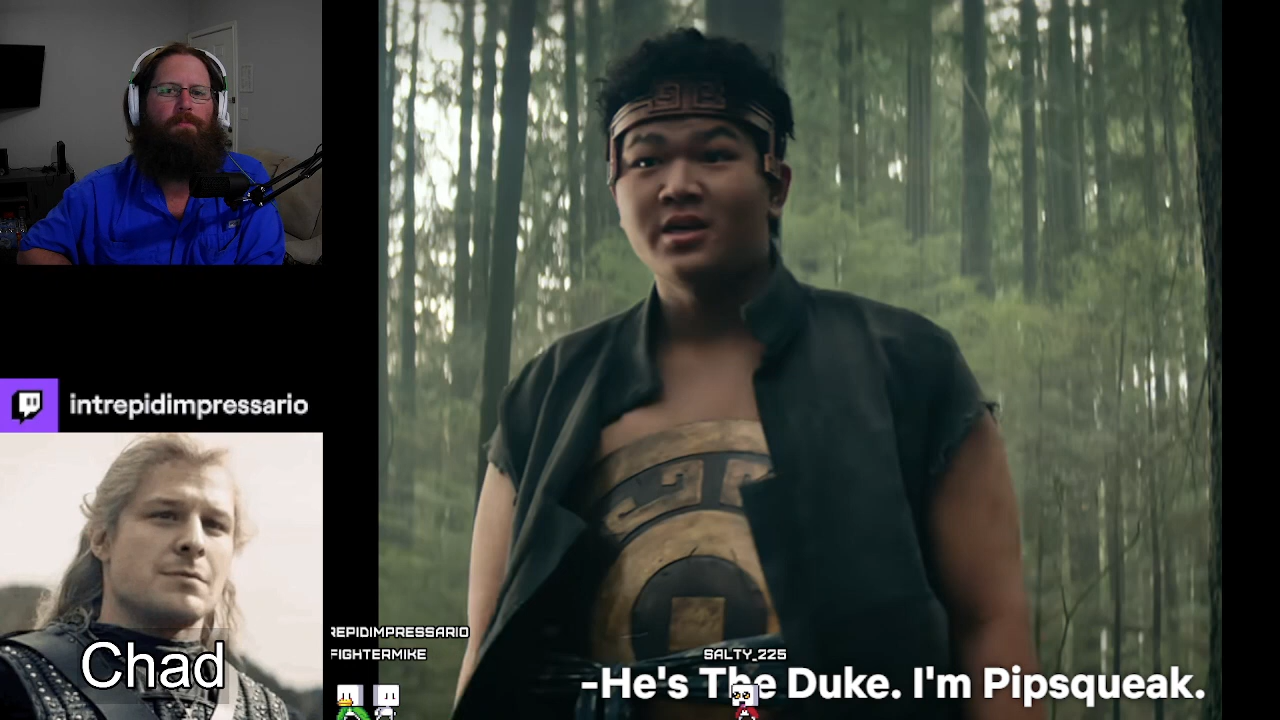 intrepidimpressario
Chad
REPIDIMPRESSARIO
FIGHTERMIKE
SALTY_225
-He's The Duke. I'm Pipsqueak.